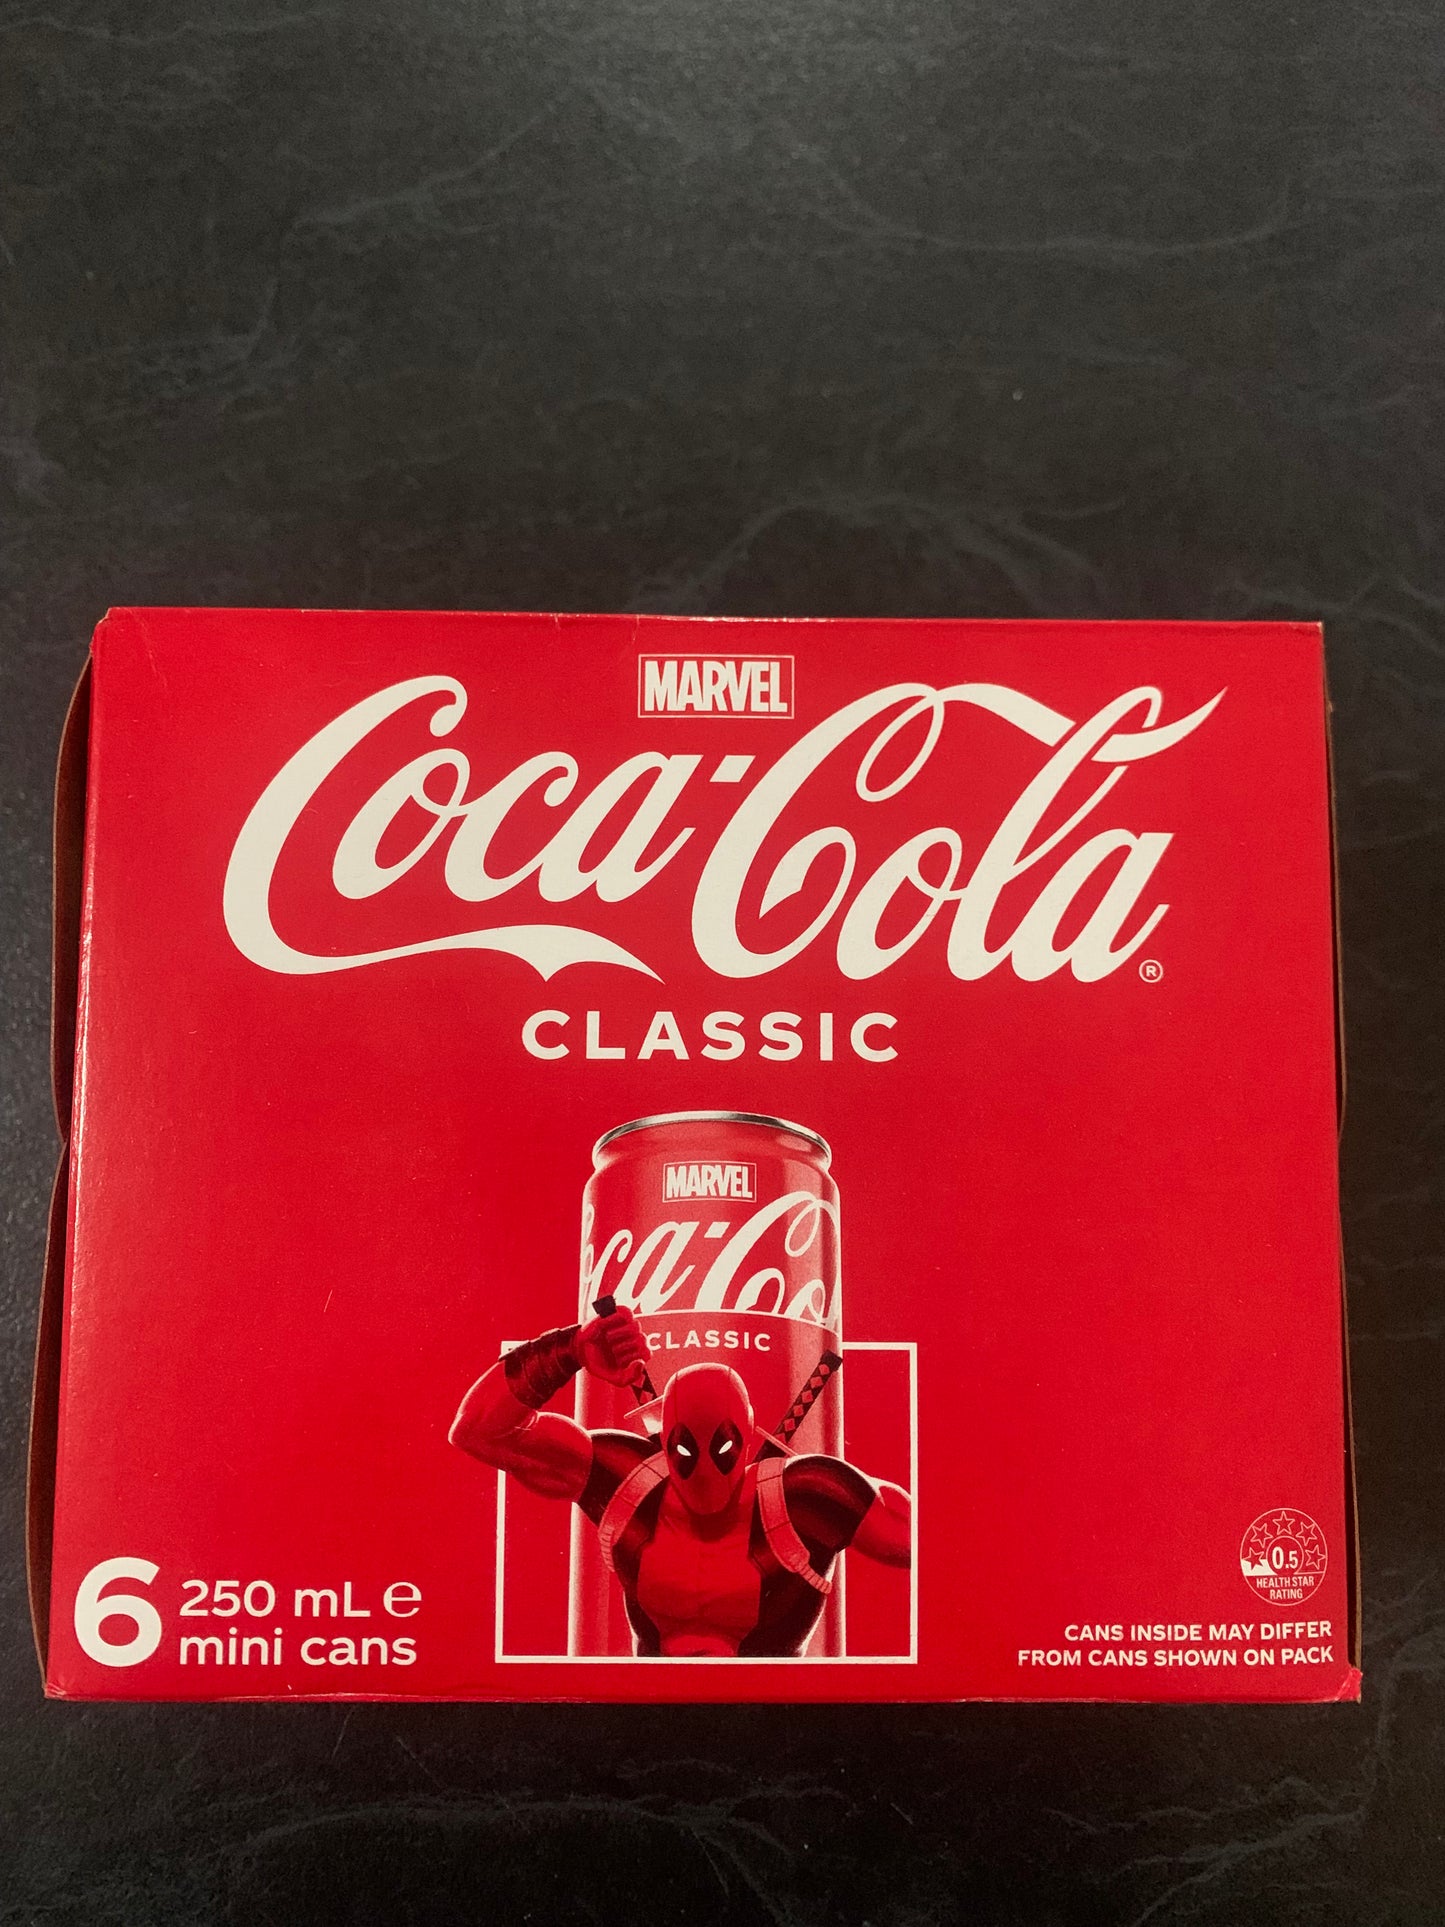 MARVEL
Coca-Cola®
CLASSIC
MARVEL
oca-Co
CLASSIC
6 250 mL e
mini cans
0.5
HEALTH STAR
RATING
CANS INSIDE MAY DIFFER
FROM CANS SHOWN ON PACK